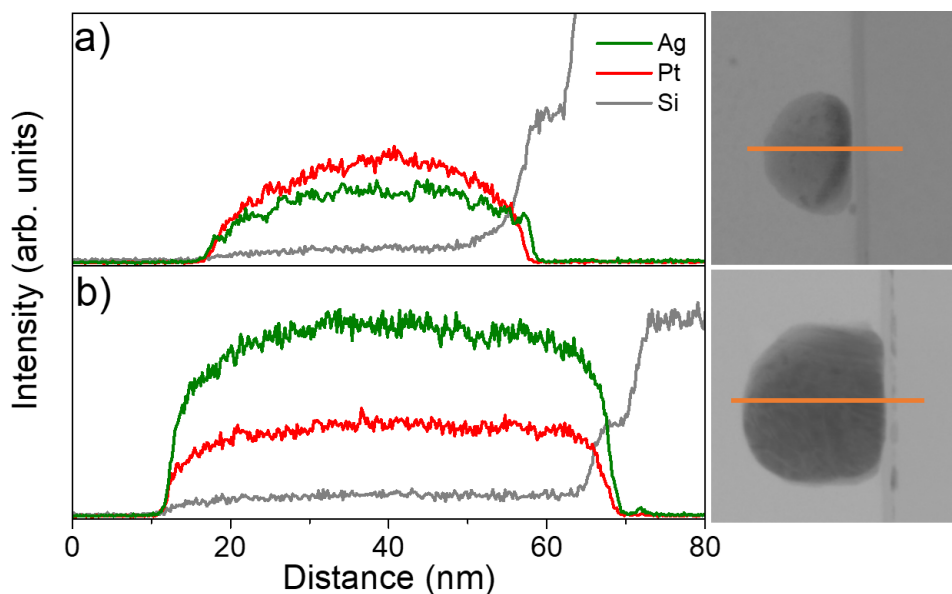 a)
Ag
Pt
Si
b)
Intensity (arb. units)
0 20 40 60 80
Distance (nm)